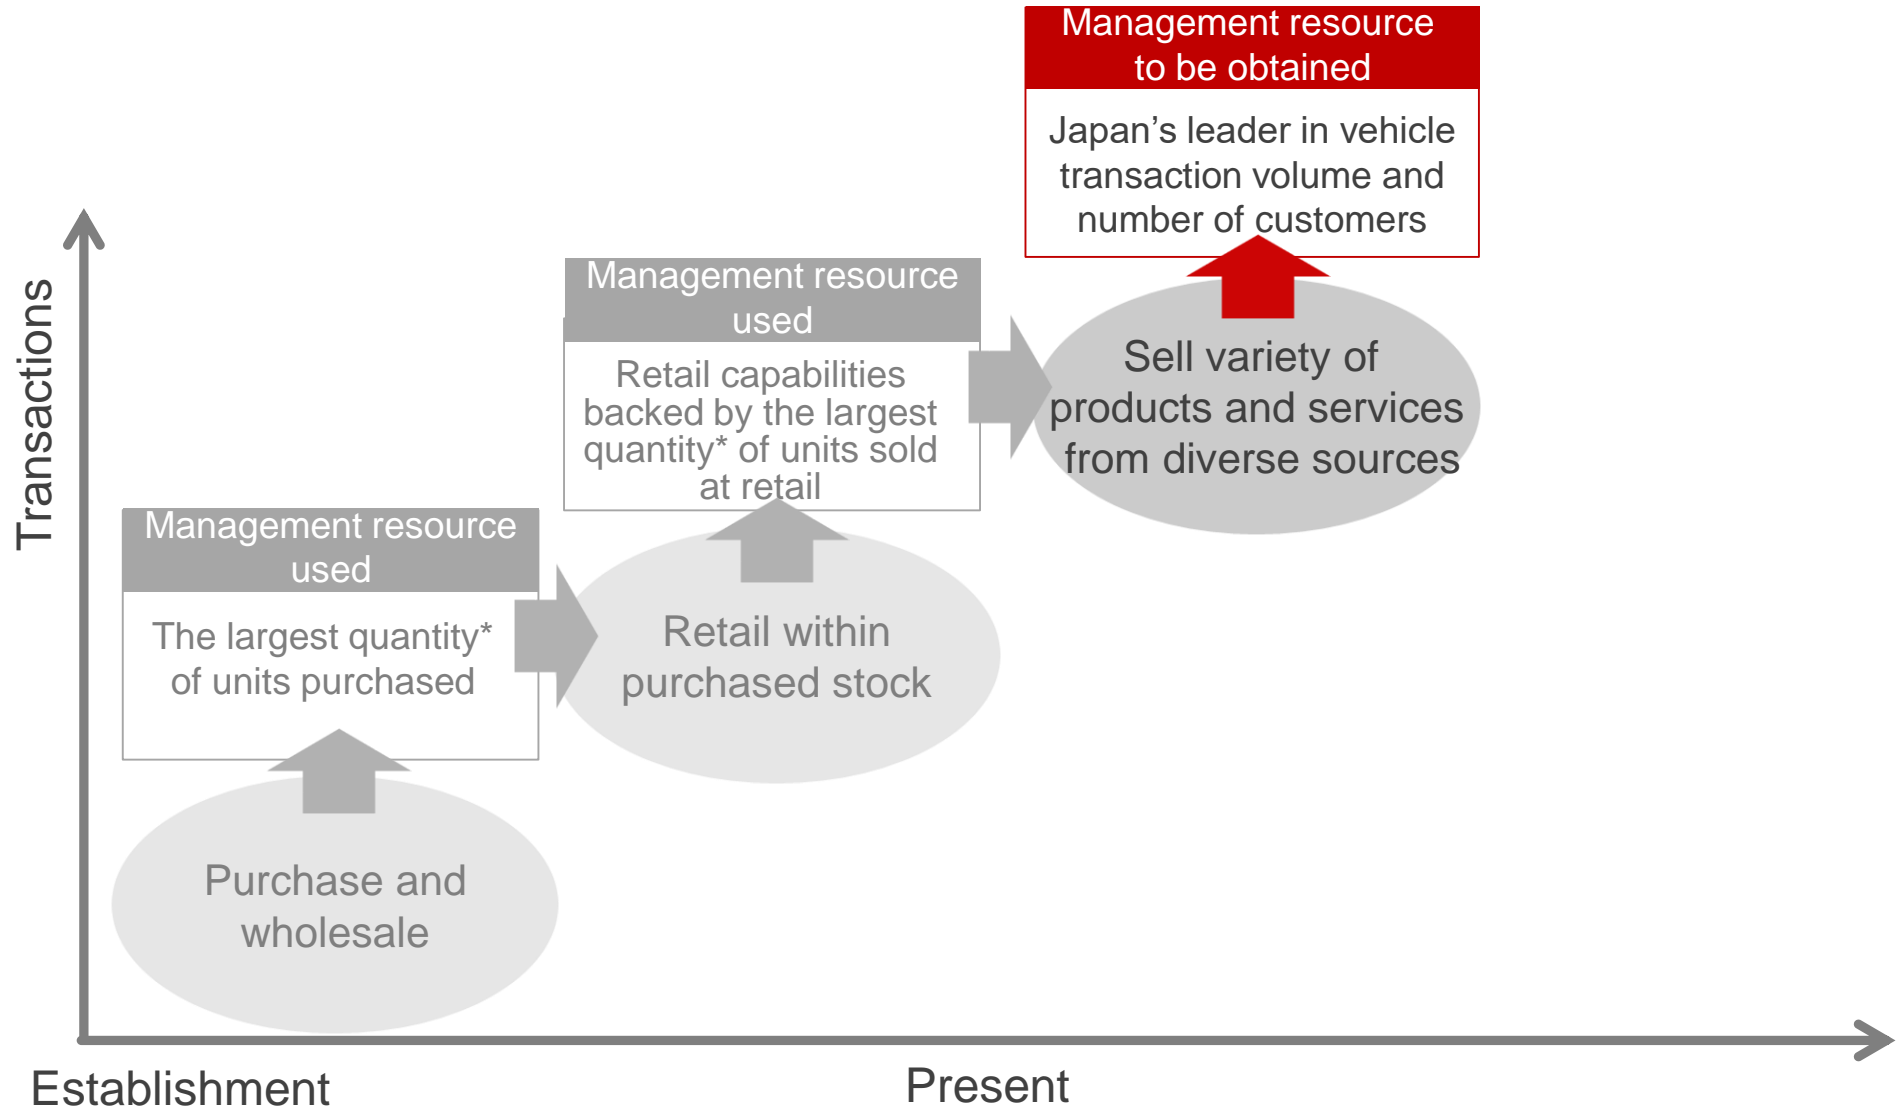 Management resource
to be obtained
Japan’s leader in vehicle
transaction volume and
number of customers
Transactions
Management resource
used
Retail capabilities
backed by the largest
quantity* of units sold
at retail
Sell variety of
products and services
from diverse sources
Management resource
used
The largest quantity*
of units purchased
Retail within
purchased stock
Purchase and
wholesale
Establishment
Present